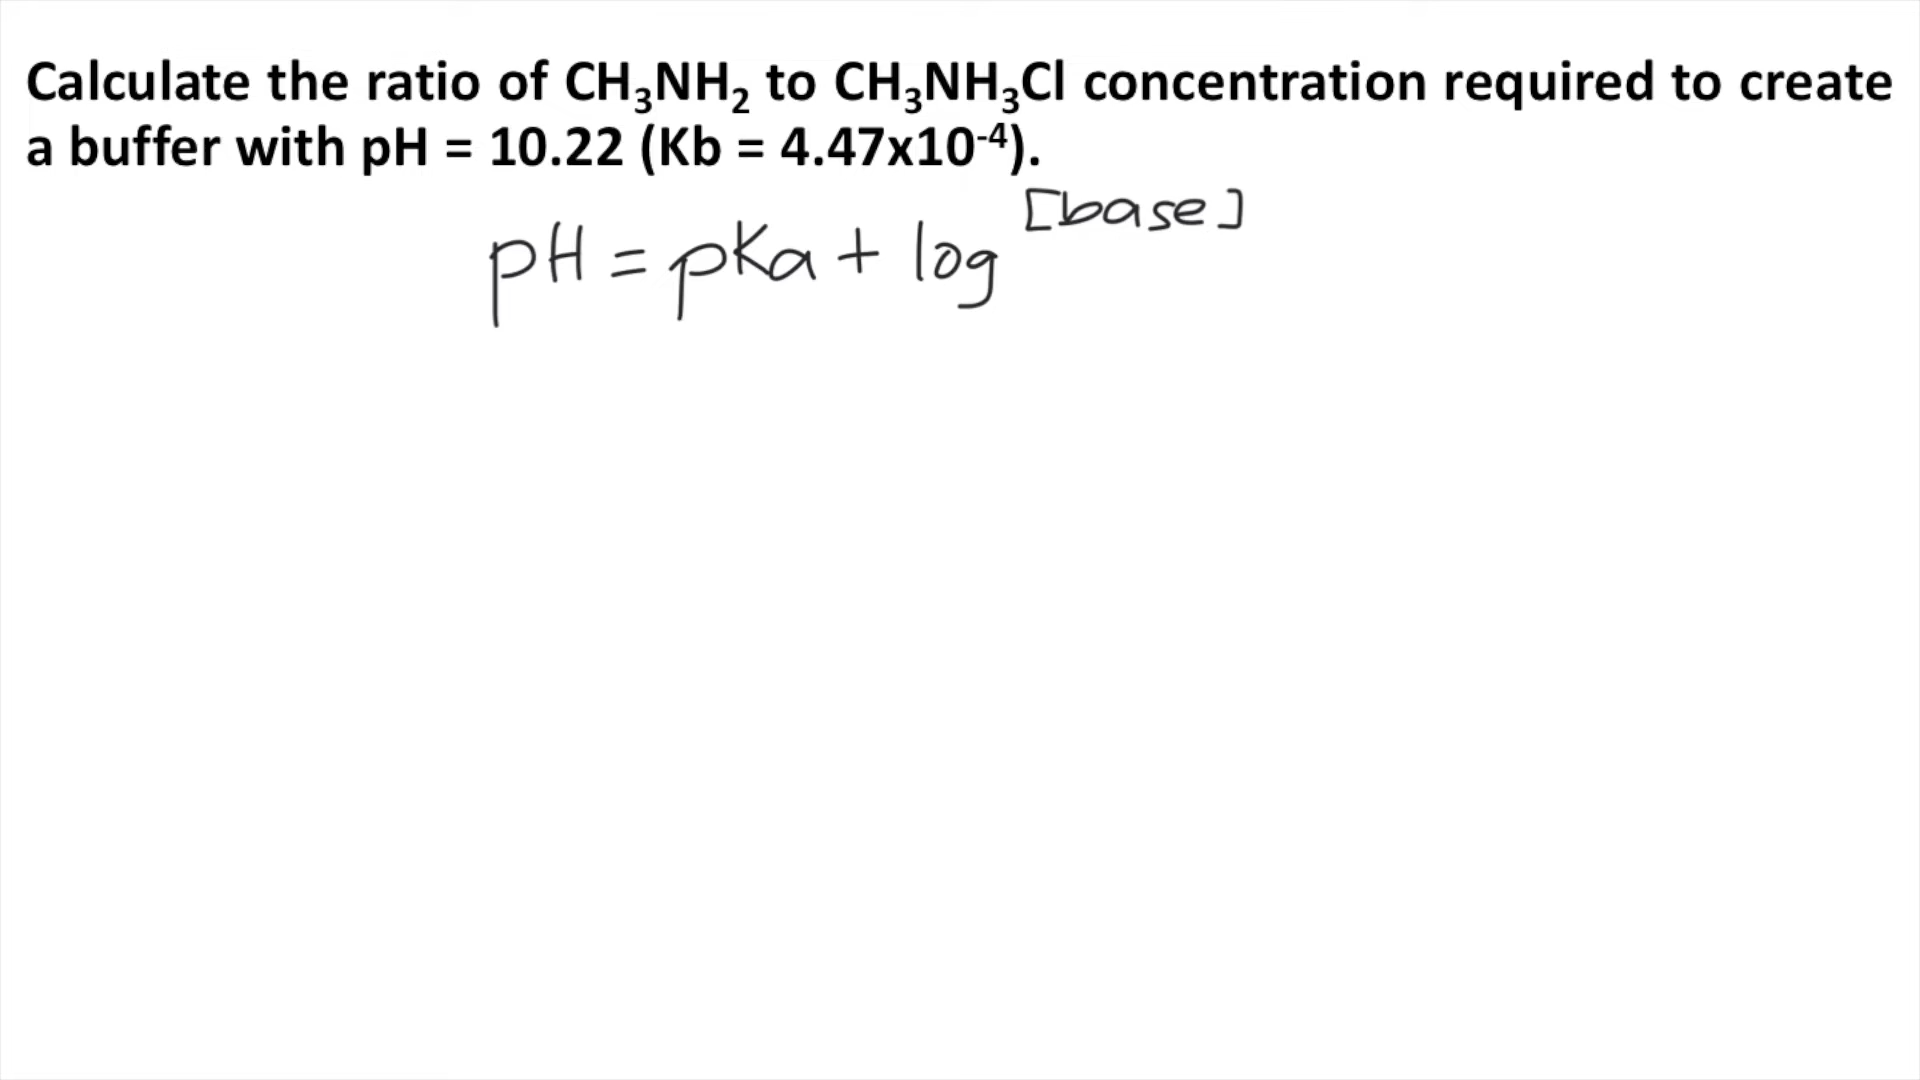 Calculate the ratio of CH₃NH₂ to CH₃NH₃Cl concentration required to create
a buffer with pH = 10.22 (Kb = 4.47x10⁻⁴).
pH = pKa + log [base]